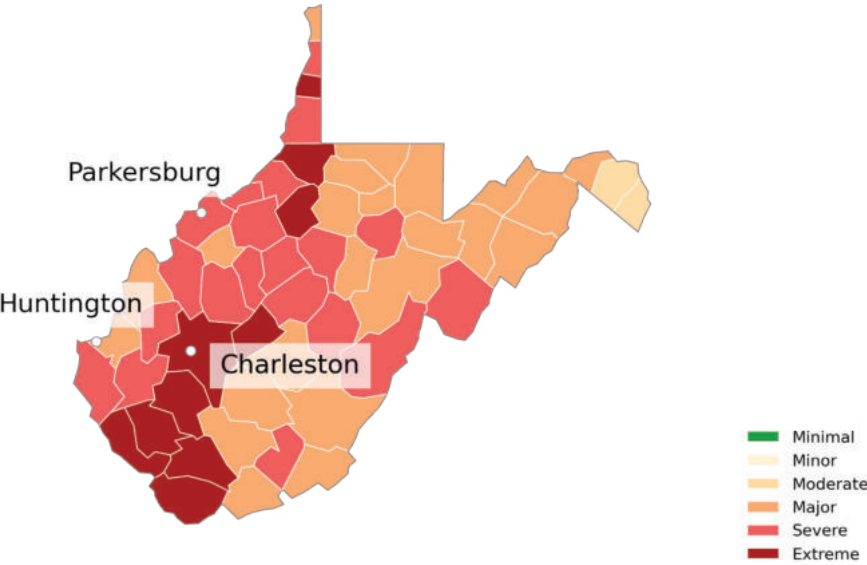 Parkersburg
Huntington
Charleston
Minimal
Minor
Moderate
Major
Severe
Extreme